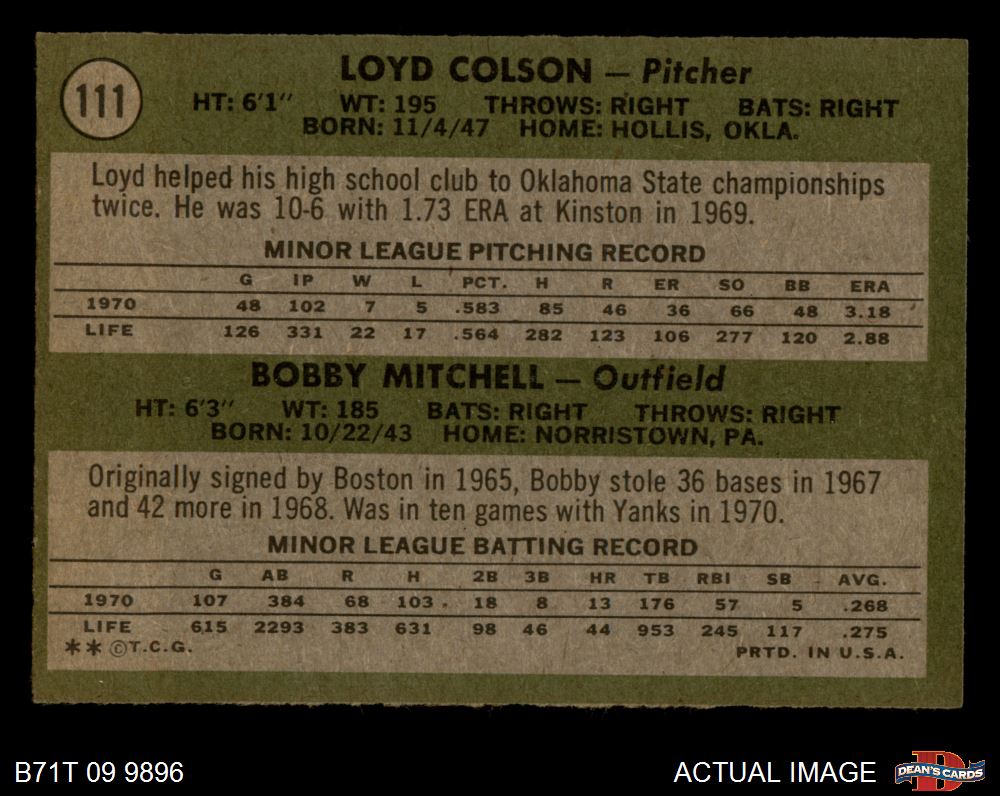 111
LOYD COLSON — Pitcher
HT: 6'1" WT: 195 THROWS: RIGHT BATS: RIGHT
BORN: 11/4/47 HOME: HOLLIS, OKLA.
Loyd helped his high school club to Oklahoma State championships
twice. He was 10-6 with 1.73 ERA at Kinston in 1969.
MINOR LEAGUE PITCHING RECORD
G IP W L PCT. H R ER SO BB ERA
1970 48 102 7 5 .583 85 46 36 66 48 3.18
LIFE 126 331 22 17 .564 282 123 106 277 120 2.88
BOBBY MITCHELL — Outfield
HT: 6'3" WT: 185 BATS: RIGHT THROWS: RIGHT
BORN: 10/22/43 HOME: NORRISTOWN, PA.
Originally signed by Boston in 1965, Bobby stole 36 bases in 1967
and 42 more in 1968. Was in ten games with Yanks in 1970.
MINOR LEAGUE BATTING RECORD
G AB R H 2B 3B HR TB RBI SB AVG.
1970 107 384 68 103 18 8 13 176 57 5 .268
LIFE 615 2293 383 631 98 46 44 953 245 117 .275
** ©T.C.G. PRTD. IN U.S.A.
B71T 09 9896 ACTUAL IMAGE D DEAN'S CARDS